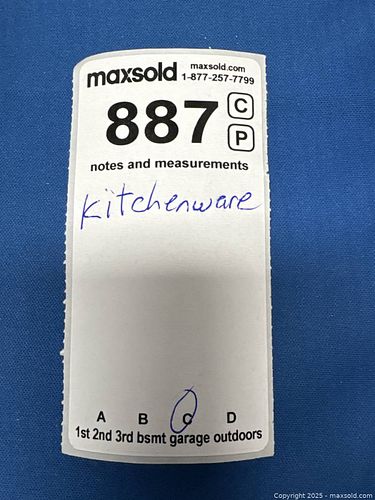 maxsold maxsold.com
1-877-257-7799
887 C
P
notes and measurements
Kitchenware
A B C D
1st 2nd 3rd bsmt garage outdoors
Copyright © 2025 - maxsold.com